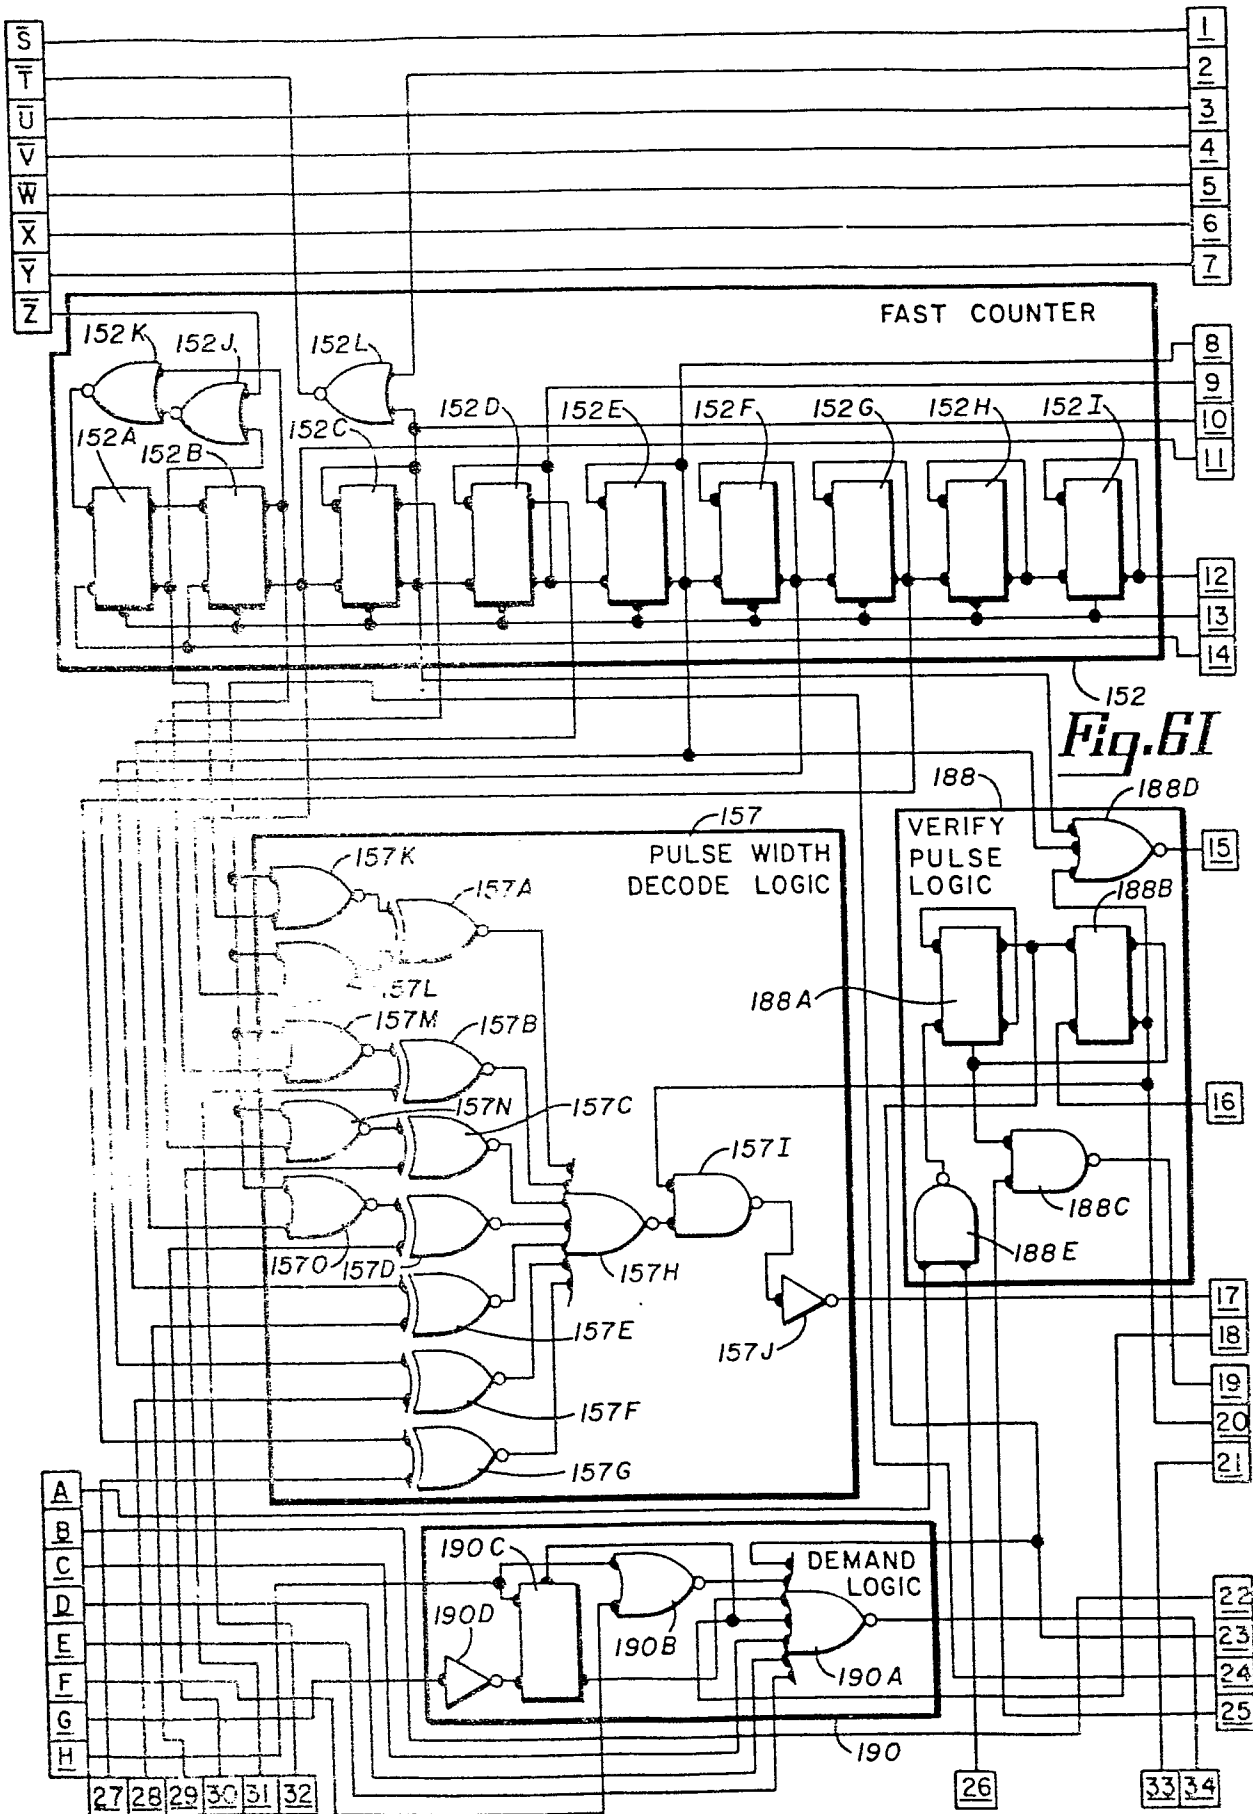 S̅ 1
T̅ 2
U̅ 3
V̅ 4
W̅ 5
X̅ 6
Y̅ 7
Z̅
FAST COUNTER
152K 152J 152L 8
9
152D 152E 152F 152G 152H 152I
10
152A 152B 152C 11
12
13
14
152
Fig.6I
188
188D
157
VERIFY
PULSE
LOGIC
15
PULSE WIDTH
DECODE LOGIC
157K
157A
188B
157L
188A
157M 157B
157N 157C
16
157I
188C
188E
157O 157D 157H
17
157E 157J
18
19
157F
20
157G
21
A
B
190C
DEMAND
LOGIC
C
D
190D
22
E
190B
23
F
190A
24
G
25
H
190
27 28 29 30 31 32 26 33 34